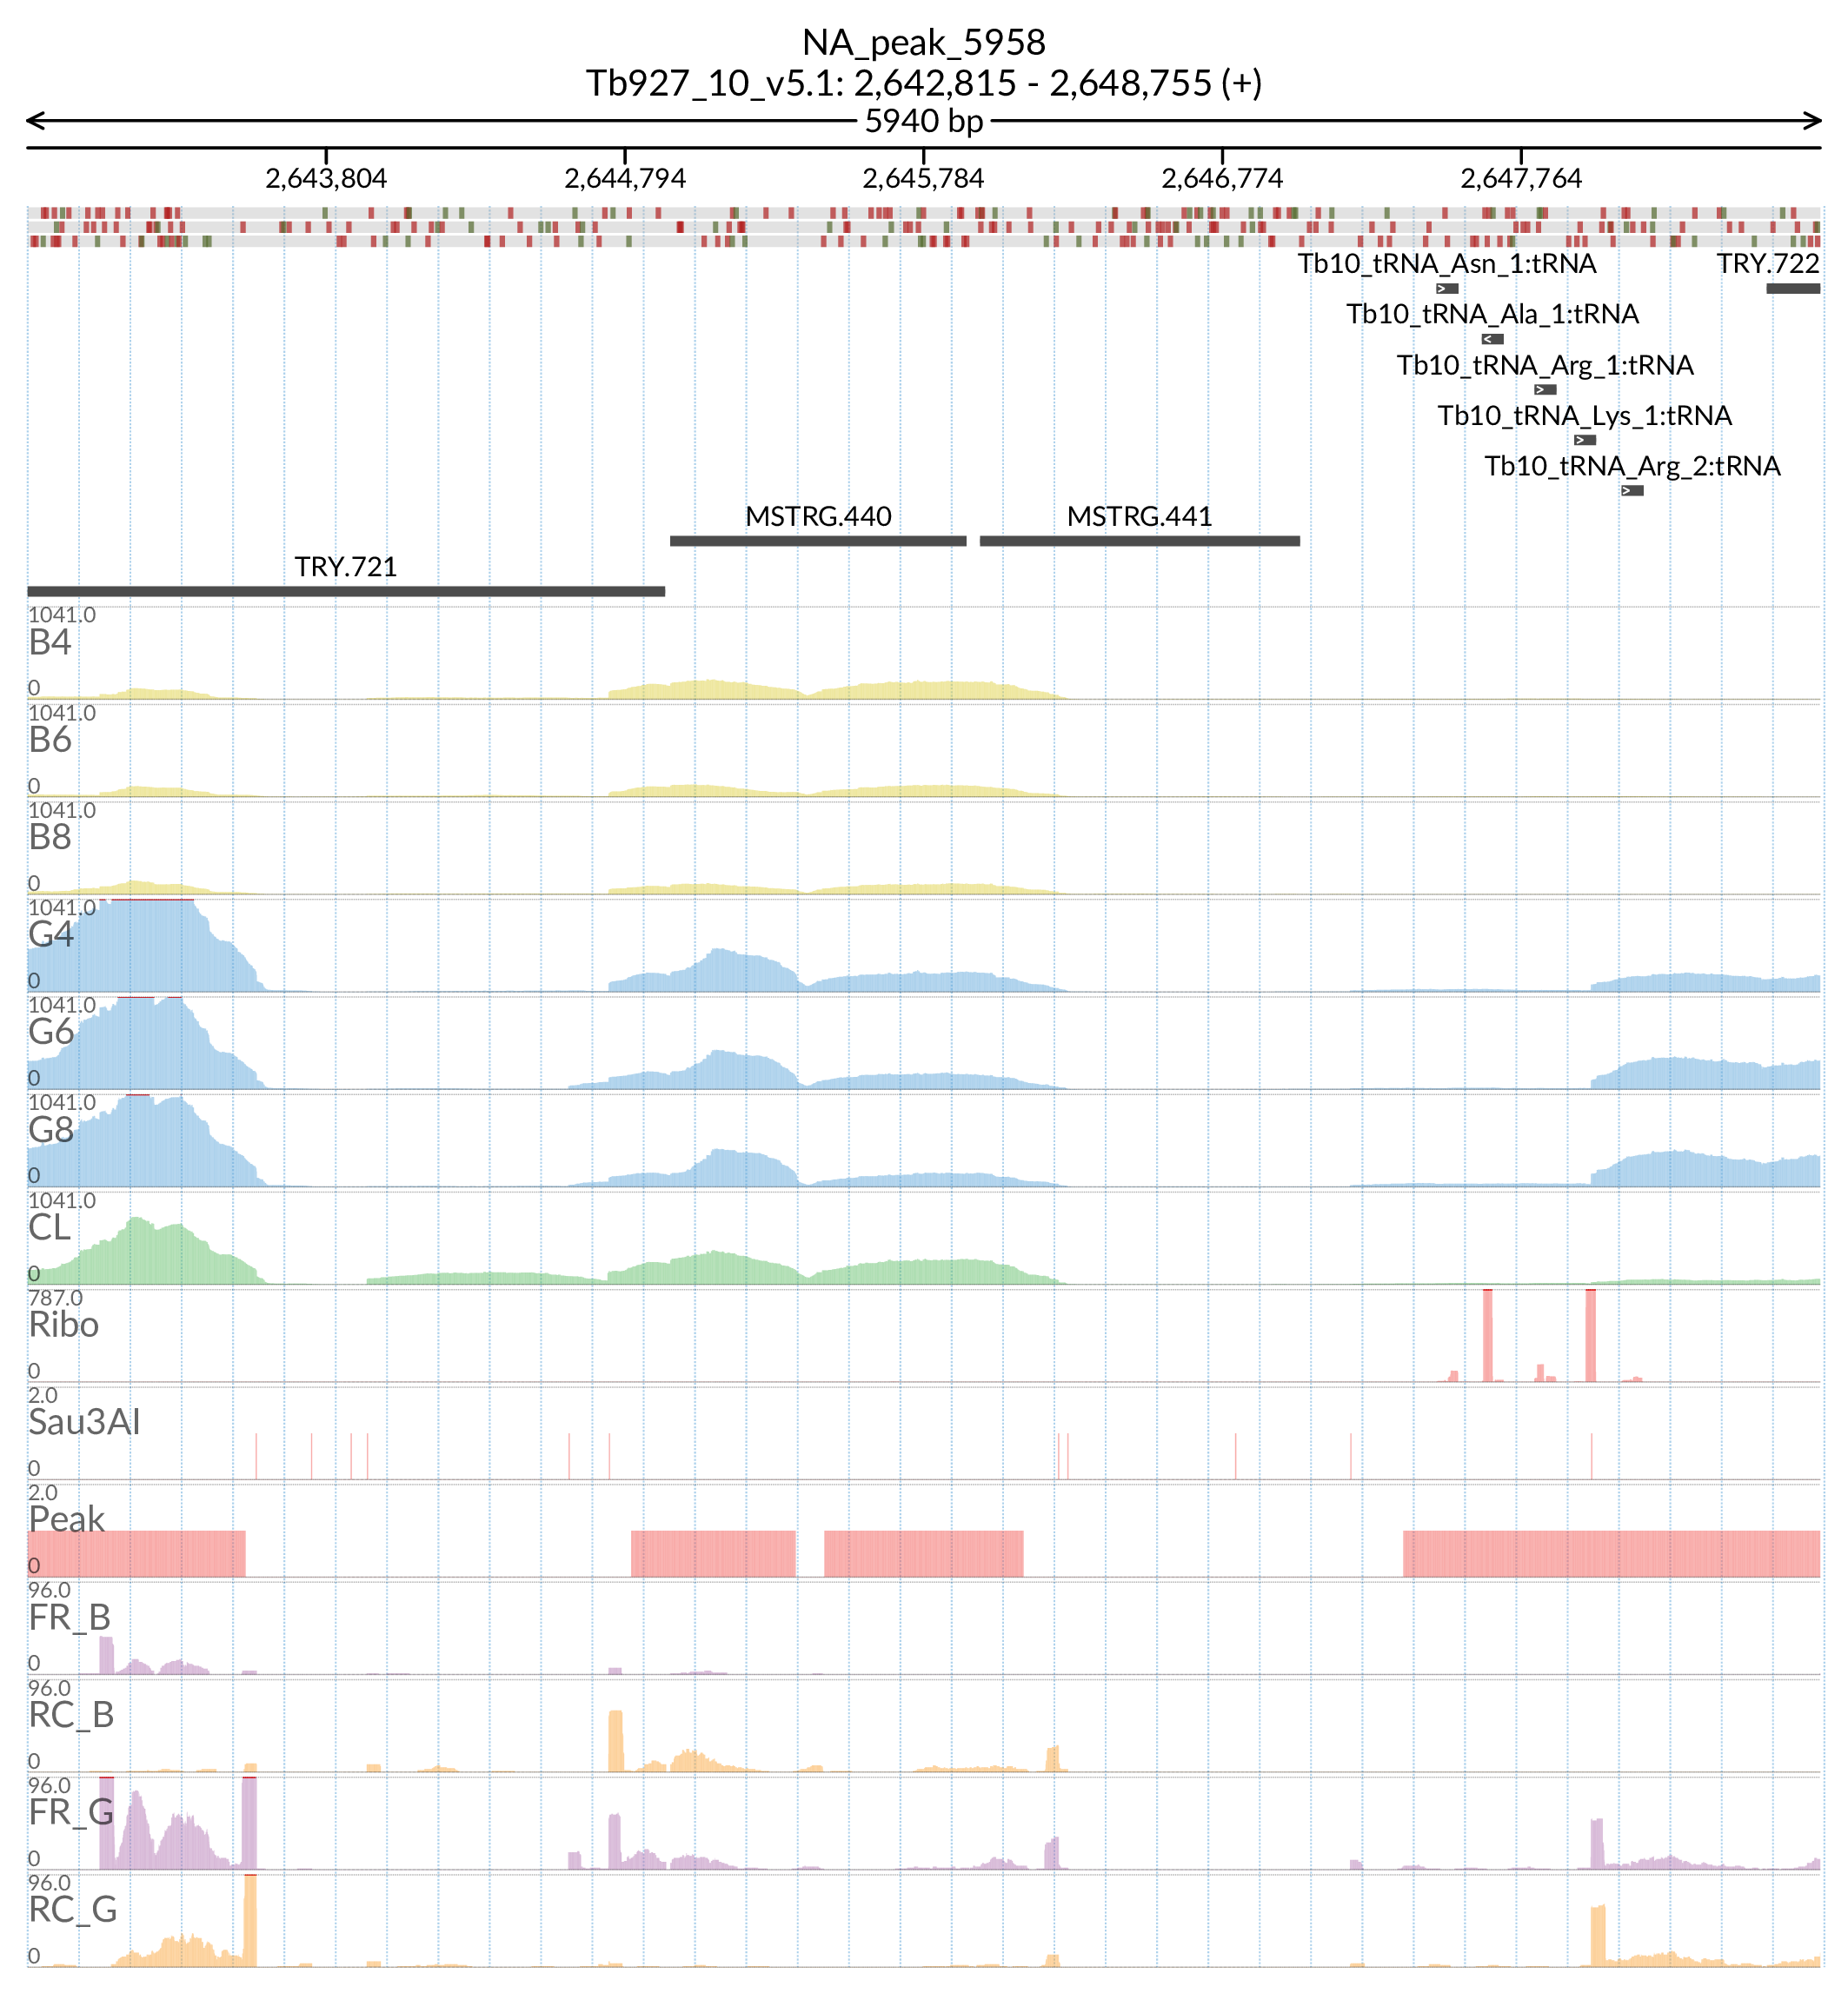 NA_peak_5958
Tb927_10_v5.1: 2,642,815 - 2,648,755 (+)
5940 bp
2,643,804 2,644,794 2,645,784 2,646,774 2,647,764
Tb10_tRNA_Asn_1:tRNA TRY.722
>
Tb10_tRNA_Ala_1:tRNA
<
Tb10_tRNA_Arg_1:tRNA
>
Tb10_tRNA_Lys_1:tRNA
>
Tb10_tRNA_Arg_2:tRNA
>
MSTRG.440 MSTRG.441
TRY.721
1041.0
B4
0
1041.0
B6
0
1041.0
B8
0
1041.0
G4
0
1041.0
G6
0
1041.0
G8
0
1041.0
CL
0
787.0
Ribo
0
2.0
Sau3AI
0
2.0
Peak
0
96.0
FR_B
0
96.0
RC_B
0
96.0
FR_G
0
96.0
RC_G
0